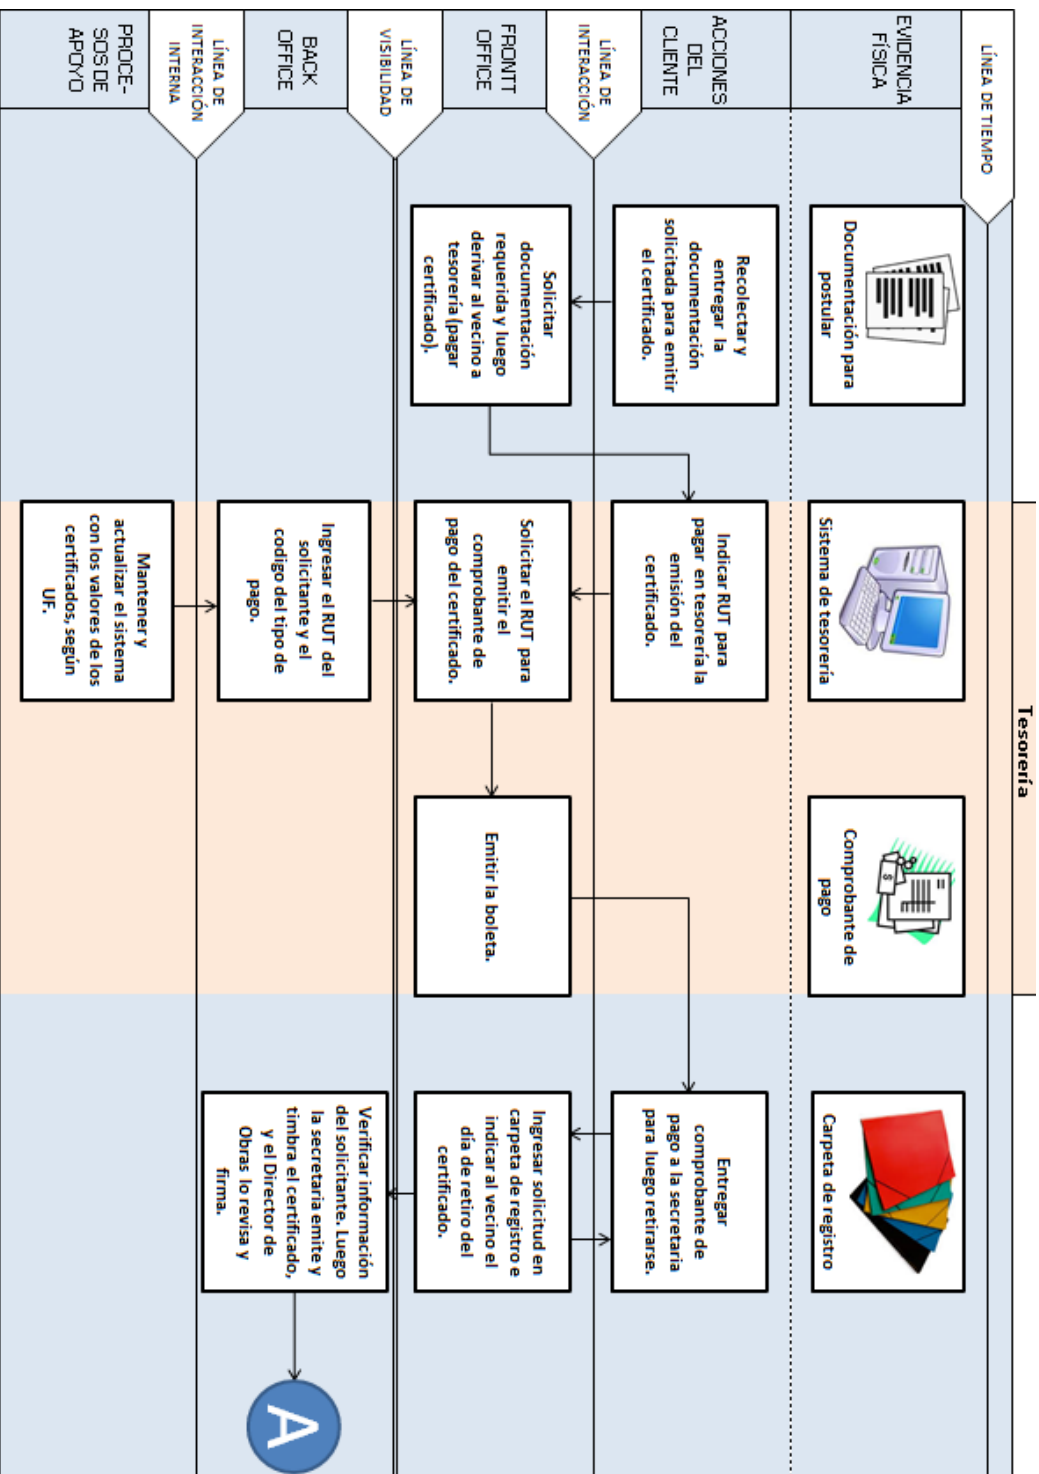 Tesorería
LÍNEA DE TIEMPO
EVIDENCIA
FÍSICA
Documentación para
postular
Sistema de tesorería
Comprobante de
pago
Carpeta de registro
ACCIONES
DEL
CLIENTE
Recolectar y
entregar la
documentación
solicitada para emitir
el certificado.
Indicar RUT para
pagar en tesorería la
emisión del
certificado.
Entregar
comprobante de
pago a la secretaria
para luego retirarse.
LÍNEA DE
INTERACCIÓN
FRONTT
OFFICE
Solicitar
documentación
requerida y luego
derivar al vecino a
tesorería (pagar
certificado).
Solicitar el RUT para
emitir el
comprobante de
pago del certificado.
Emitir la boleta.
Ingresar solicitud en
carpeta de registro e
indicar al vecino el
día de retiro del
certificado.
LÍNEA DE
VISIBILIDAD
BACK
OFFICE
Ingresar el RUT del
solicitante y el
codigo del tipo de
pago.
Verificar información
del solicitante. Luego
la secretaria emite y
timbra el certificado,
y el Director de
Obras lo revisa y
firma.
A
LÍNEA DE
INTERACCIÓN
INTERNA
PROCE-
SOS DE
APOYO
Mantener y
actualizar el sistema
con los valores de los
certificados, según
UF.
$